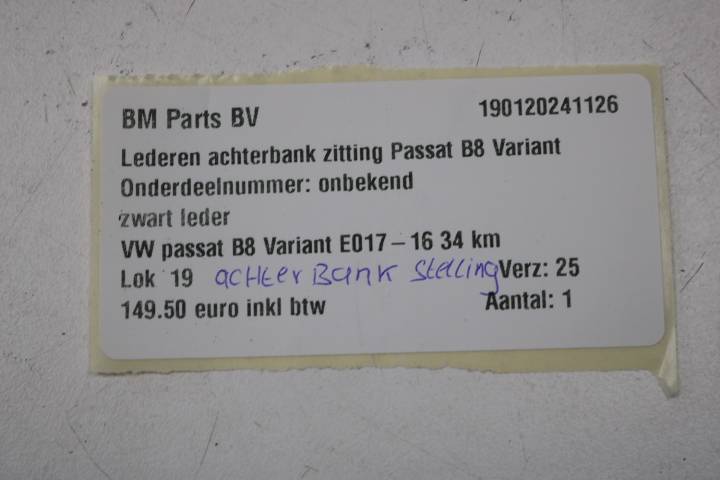 BM Parts BV 190120241126
Lederen achterbank zitting Passat B8 Variant
Onderdeelnummer: onbekend
zwart leder
VW passat B8 Variant E017-16 34 km
Lok 19 achter Bank Stelling Verz: 25
149.50 euro inkl btw Aantal: 1